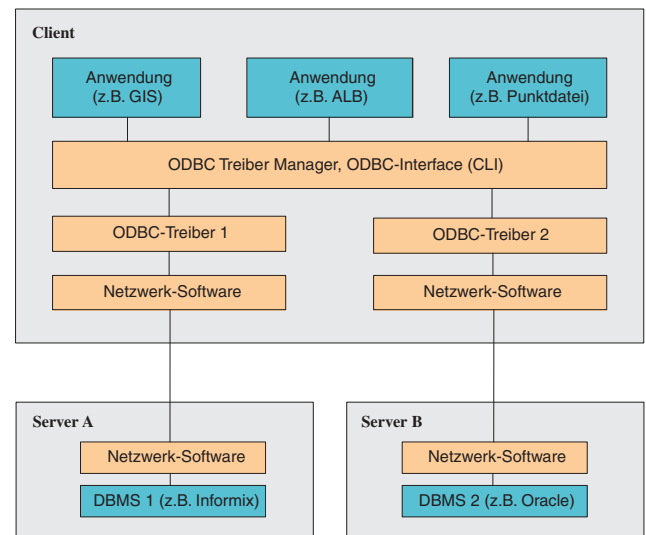 Client
Anwendung
(z.B. GIS)
Anwendung
(z.B. ALB)
Anwendung
(z.B. Punktdatei)
ODBC Treiber Manager, ODBC-Interface (CLI)
ODBC-Treiber 1
ODBC-Treiber 2
Netzwerk-Software
Netzwerk-Software
Server A
Server B
Netzwerk-Software
Netzwerk-Software
DBMS 1 (z.B. Informix)
DBMS 2 (z.B. Oracle)